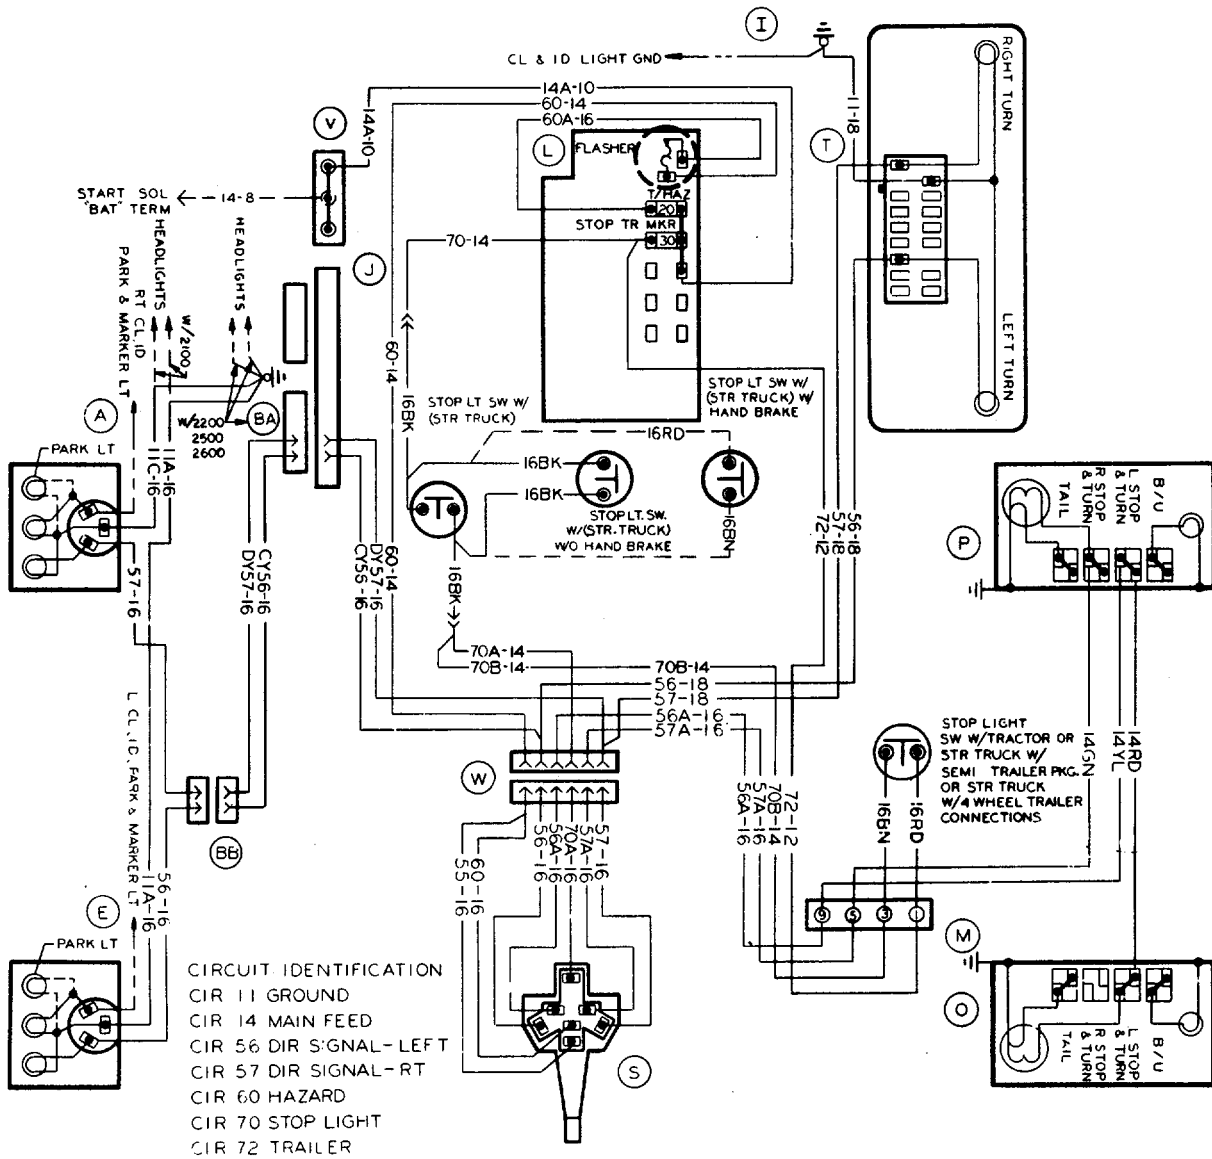 I
CL & ID LIGHT GND
14A-10
60-14
60A-16
14A-10
11-18
RIGHT TURN
LEFT TURN
V
L
FLASHER
T
T/HAZ
20
STOP TR MKR
30
START SOL
"BAT" TERM
14-8
70-14
J
HEADLIGHTS
RT CL, ID
PARK & MARKER LT
HEADLIGHTS
W/2100
60-14
16BK
STOP LT SW W/
(STR TRUCK)
STOP LT SW W/
(STR TRUCK) W/
HAND BRAKE
A
W/2200
2500
2600
BA
PARK LT
11C-16
11A-16
16RD
16BK
16BK
16BN
STOP LT. SW.
W/(STR. TRUCK)
W/O HAND BRAKE
72-12
57-18
56-18
TAIL
R STOP
& TURN
L STOP
& TURN
B/U
P
57-16
DY57-16
CY56-16
CY56-16
DY57-16
60-14
16BK
70A-14
70B-14
70B-14
56-18
57-18
56A-16
57A-16
L CL, ID, PARK & MARKER LT
W
56A-16
57A-16
70B-14
72-12
STOP LIGHT
SW W/TRACTOR OR
STR TRUCK W/
SEMI TRAILER PKG.
OR STR TRUCK
W/4 WHEEL TRAILER
CONNECTIONS
16BN
16RD
14GN
14YL
14RD
BB
11A-16
56-16
55-16
60-16
56-16
56A-16
70A-16
57A-16
57-16
9
5
3
1
E
PARK LT
M
O
TAIL
R STOP
& TURN
L STOP
& TURN
B/U
S
CIRCUIT IDENTIFICATION
CIR 11 GROUND
CIR 14 MAIN FEED
CIR 56 DIR SIGNAL-LEFT
CIR 57 DIR SIGNAL-RT
CIR 60 HAZARD
CIR 70 STOP LIGHT
CIR 72 TRAILER